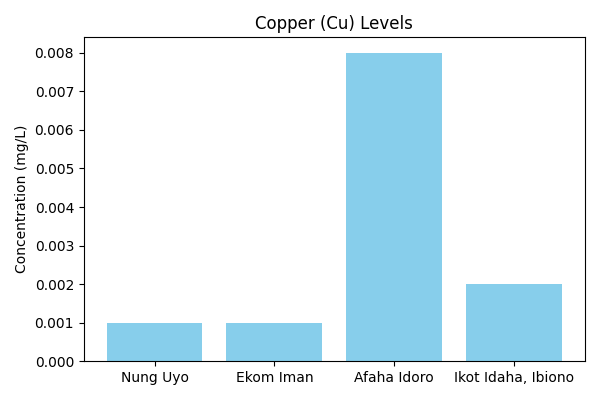 Copper (Cu) Levels
Concentration (mg/L)
0.008
0.007
0.006
0.005
0.004
0.003
0.002
0.001
0.000
Nung Uyo
Ekom Iman
Afaha Idoro
Ikot Idaha, Ibiono